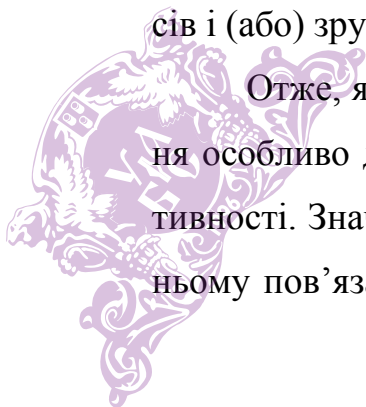 сів і (або) зру
Отже, я
ня особливо
тивності. Зна
ньому пов’яза